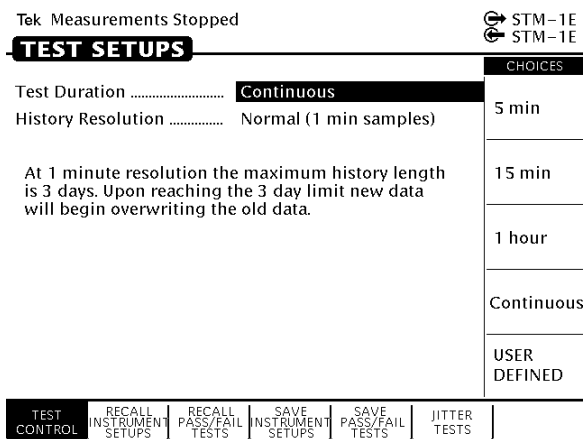 Tek Measurements Stopped
STM-1E
STM-1E
TEST SETUPS
CHOICES
Test Duration .......................... Continuous
History Resolution ............... Normal (1 min samples)
At 1 minute resolution the maximum history length
is 3 days. Upon reaching the 3 day limit new data
will begin overwriting the old data.
5 min
15 min
1 hour
Continuous
USER
DEFINED
TEST
CONTROL
RECALL
INSTRUMENT
SETUPS
RECALL
PASS/FAIL
TESTS
SAVE
INSTRUMENT
SETUPS
SAVE
PASS/FAIL
TESTS
JITTER
TESTS